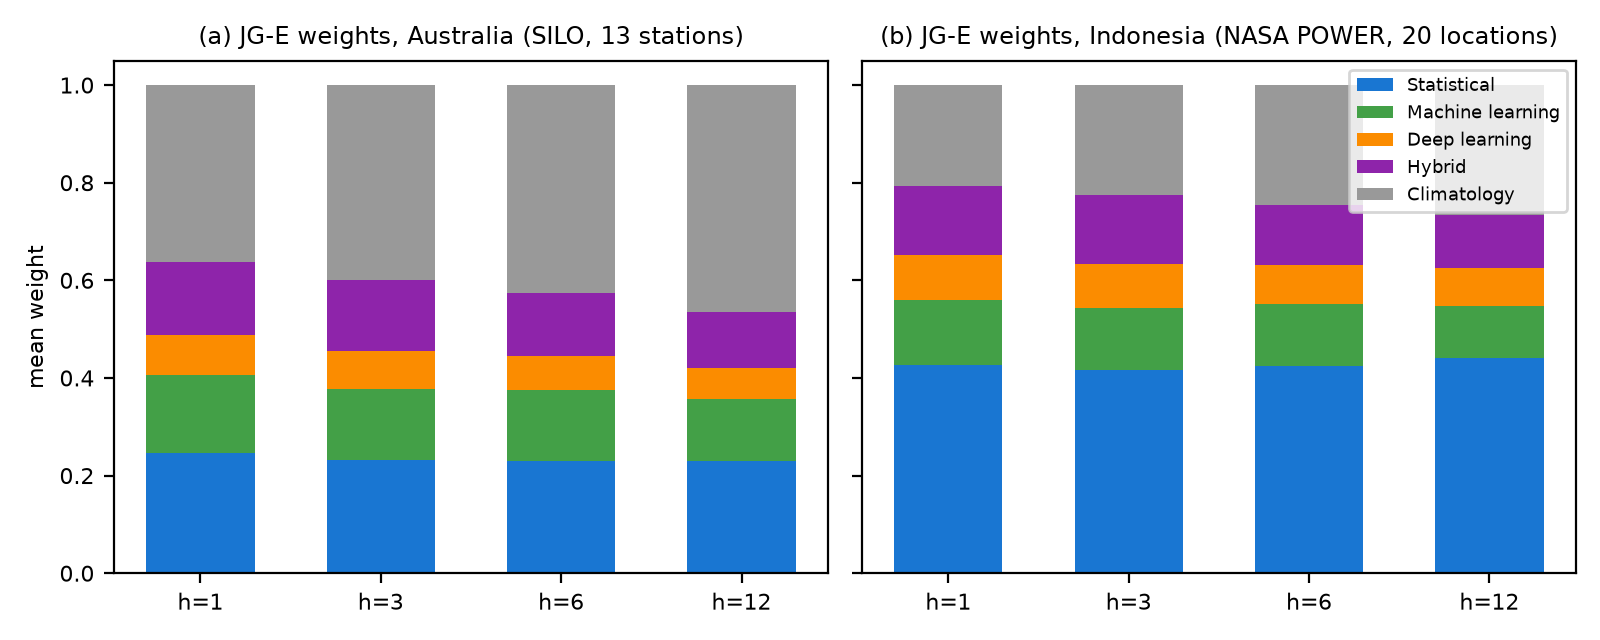 (a) JG-E weights, Australia (SILO, 13 stations)
mean weight
1.0
0.8
0.6
0.4
0.2
0.0
h=1
h=3
h=6
h=12
(b) JG-E weights, Indonesia (NASA POWER, 20 locations)
Statistical
Machine learning
Deep learning
Hybrid
Climatology
h=1
h=3
h=6
h=12